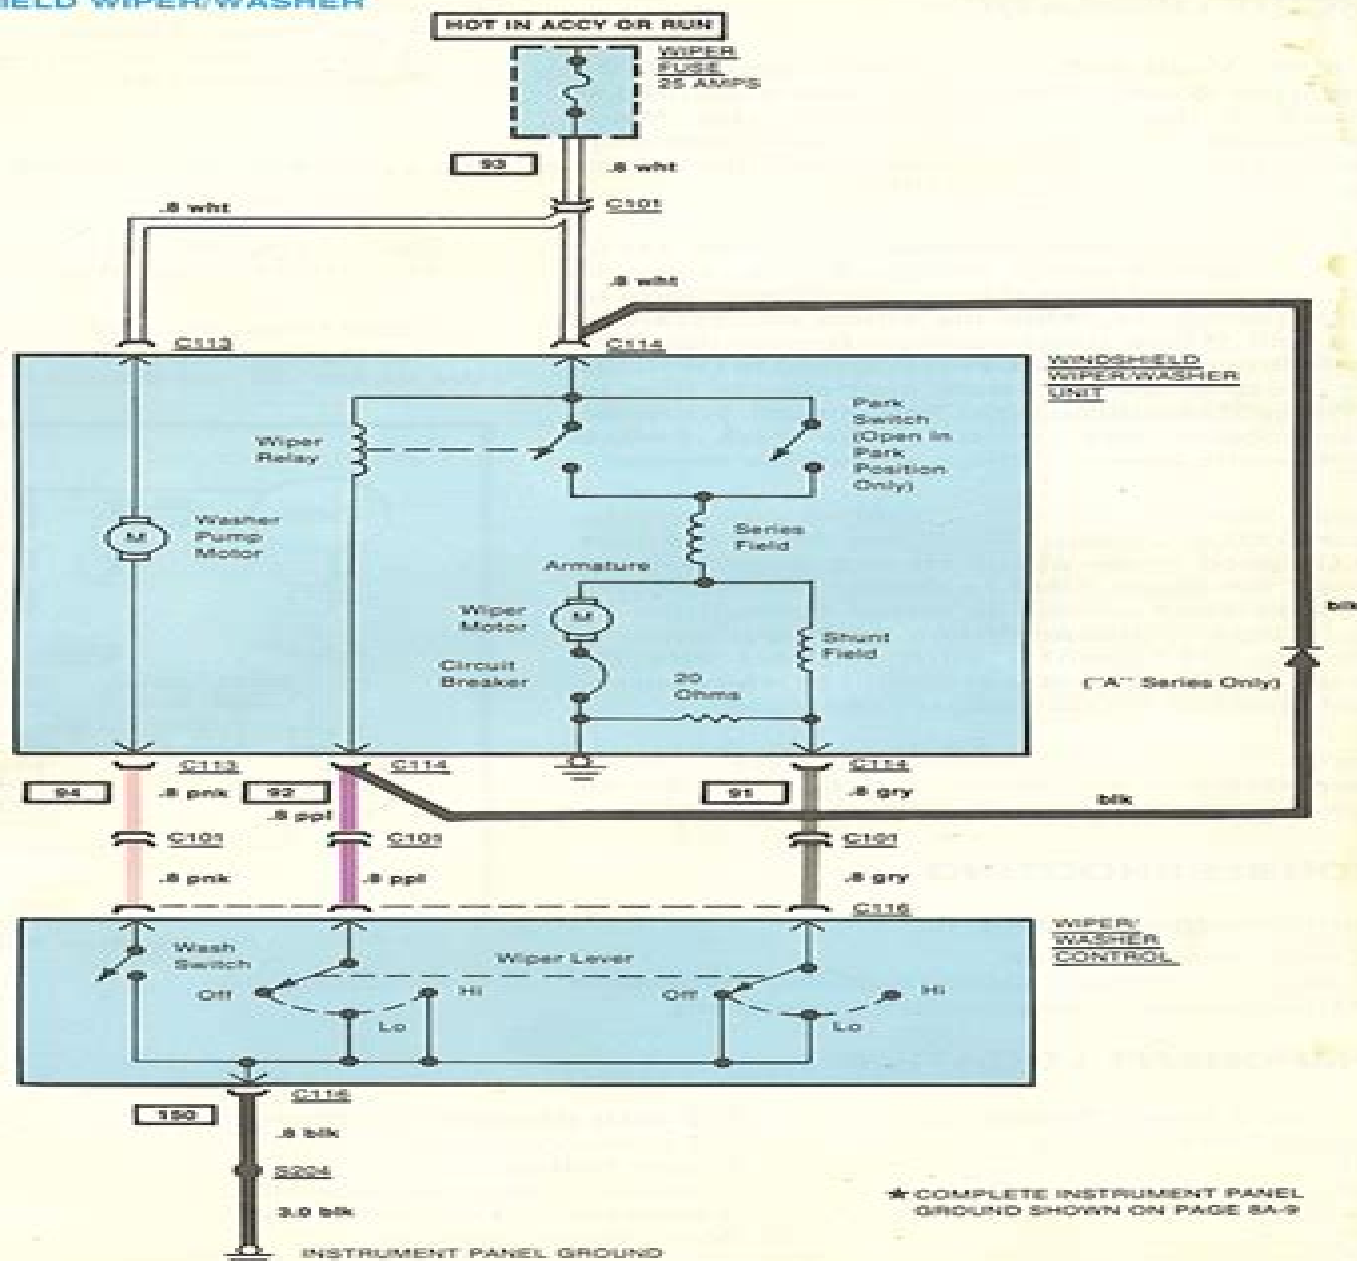 IELD WIPER/WASHER
HOT IN ACCY OR RUN
WIPER
FUSE
25 AMPS
93
.8 wht
C101
.8 wht
.8 wht
C113
C114
WINDSHIELD
WIPER/WASHER
UNIT
Park
Switch
(Open In
Park
Position
Only)
Wiper
Relay
Washer
Pump
Motor
M
Series
Field
Armature
Wiper
Motor
M
Shunt
Field
Circuit
Breaker
20
Ohms
blk
("A" Series Only)
C113
C114
C114
94
.8 pnk
92
.8 ppl
91
.8 gry
blk
C101
C101
C101
.8 pnk
.8 ppl
.8 gry
C116
WIPER/
WASHER
CONTROL
Wash
Switch
Wiper Lever
Off
Hi
Lo
Off
Hi
Lo
C116
150
.8 blk
S224
3.0 blk
★ COMPLETE INSTRUMENT PANEL
GROUND SHOWN ON PAGE 8A-9
INSTRUMENT PANEL GROUND